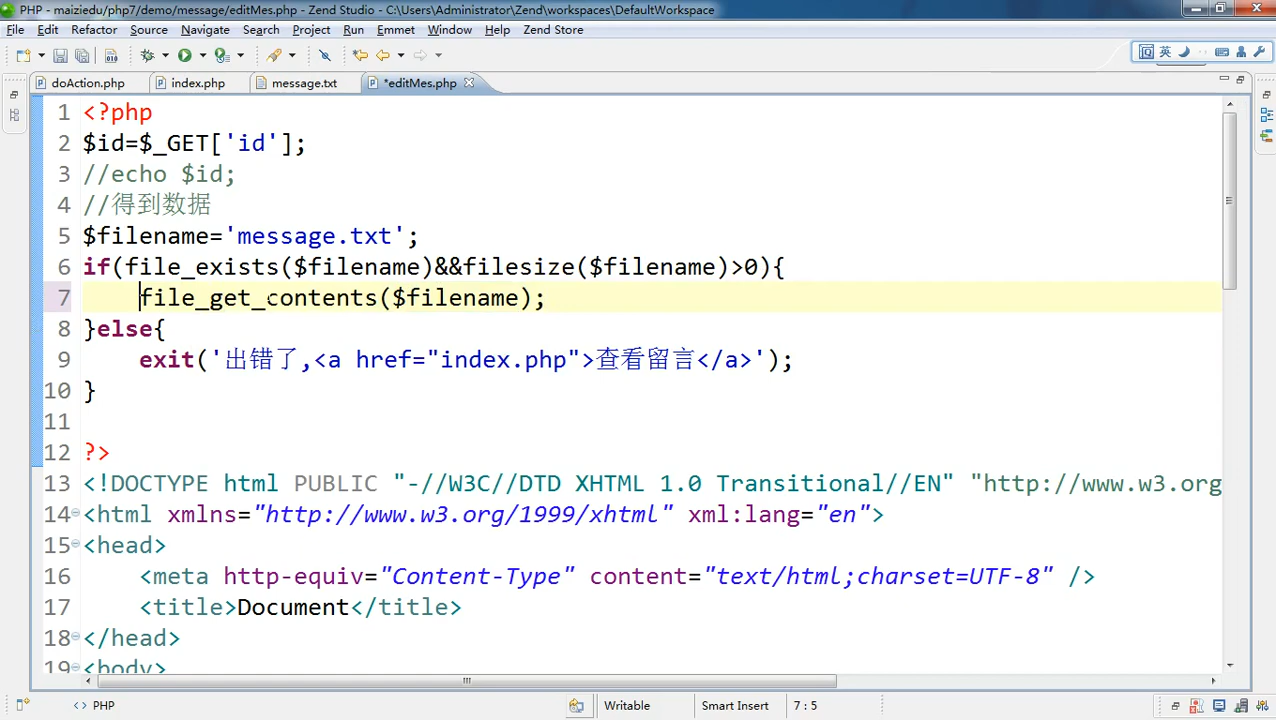 PHP - maiziedu/php7/demo/message/editMes.php - Zend Studio - C:\Users\Administrator\Zend\workspaces\DefaultWorkspace
File Edit Refactor Source Navigate Search Project Run Emmet Window Help Zend Store
英
doAction.php index.php message.txt *editMes.php
1 <?php
2 $id=$_GET['id'];
3 //echo $id;
4 //得到数据
5 $filename='message.txt';
6 if(file_exists($filename)&&filesize($filename)>0){
7 file_get_contents($filename);
8 }else{
9 exit('出错了,<a href="index.php">查看留言</a>');
10 }
11
12 ?>
13 <!DOCTYPE html PUBLIC "-//W3C//DTD XHTML 1.0 Transitional//EN" "http://www.w3.org
14 <html xmlns="http://www.w3.org/1999/xhtml" xml:lang="en">
15 <head>
16 <meta http-equiv="Content-Type" content="text/html;charset=UTF-8" />
17 <title>Document</title>
18 </head>
19 <body>
<> PHP Writable Smart Insert 7 : 5